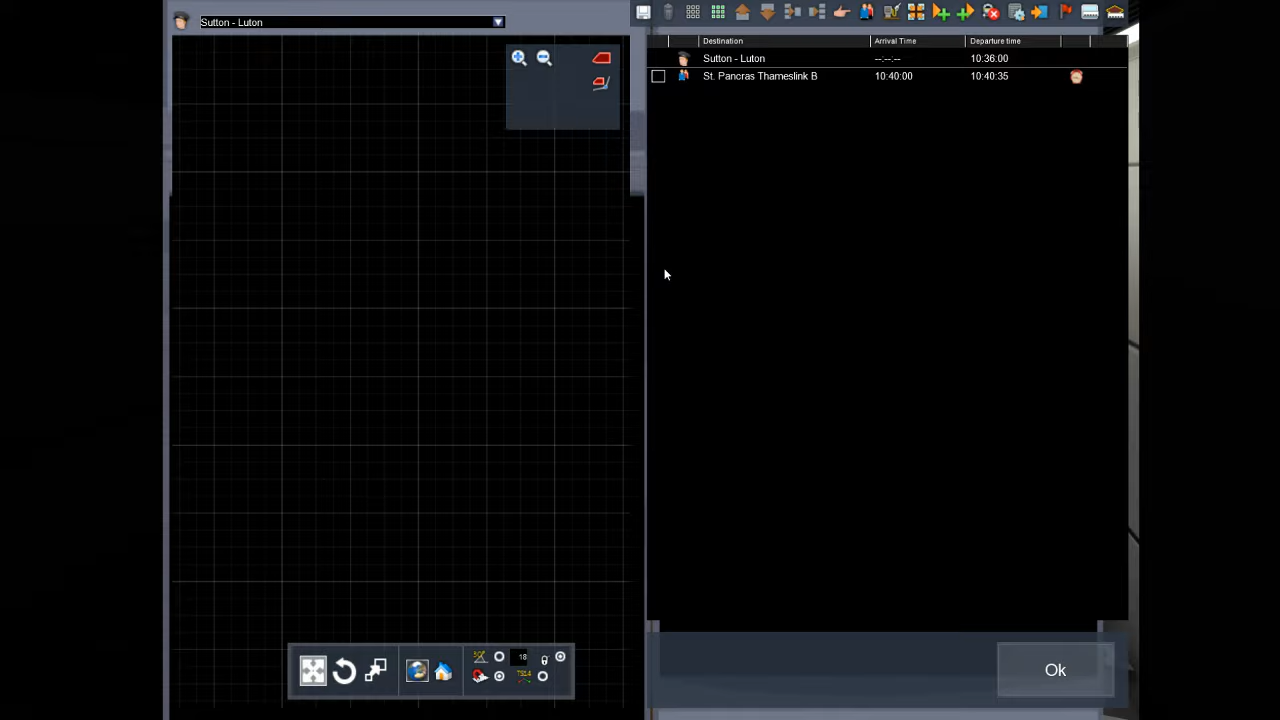 Sutton - Luton
Destination Arrival Time Departure time
Sutton - Luton --:--:-- 10:36:00
St. Pancras Thameslink B 10:40:00 10:40:35
18
Ok